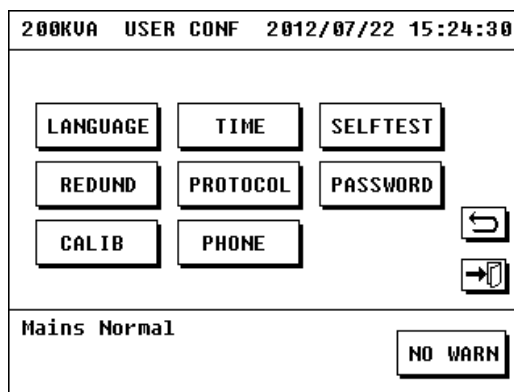 200KVA USER CONF 2012/07/22 15:24:30
LANGUAGE TIME SELFTEST
REDUND PROTOCOL PASSWORD
CALIB PHONE
Mains Normal
NO WARN